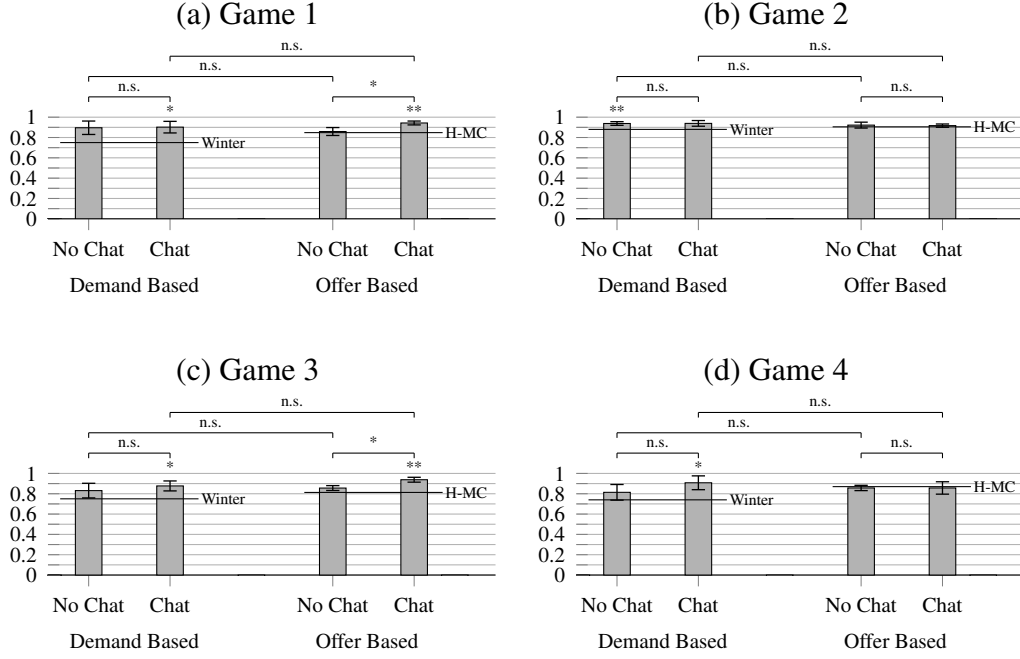 (a) Game 1
n.s.
n.s.
n.s.
*
*
**
1
0.8
0.6
0.4
0.2
0
Winter
H-MC
No Chat Chat No Chat Chat
Demand Based Offer Based
(b) Game 2
n.s.
n.s.
n.s.
n.s.
**
1
0.8
0.6
0.4
0.2
0
Winter
H-MC
No Chat Chat No Chat Chat
Demand Based Offer Based
(c) Game 3
n.s.
n.s.
n.s.
*
*
**
1
0.8
0.6
0.4
0.2
0
Winter
H-MC
No Chat Chat No Chat Chat
Demand Based Offer Based
(d) Game 4
n.s.
n.s.
n.s.
n.s.
*
1
0.8
0.6
0.4
0.2
0
Winter
H-MC
No Chat Chat No Chat Chat
Demand Based Offer Based